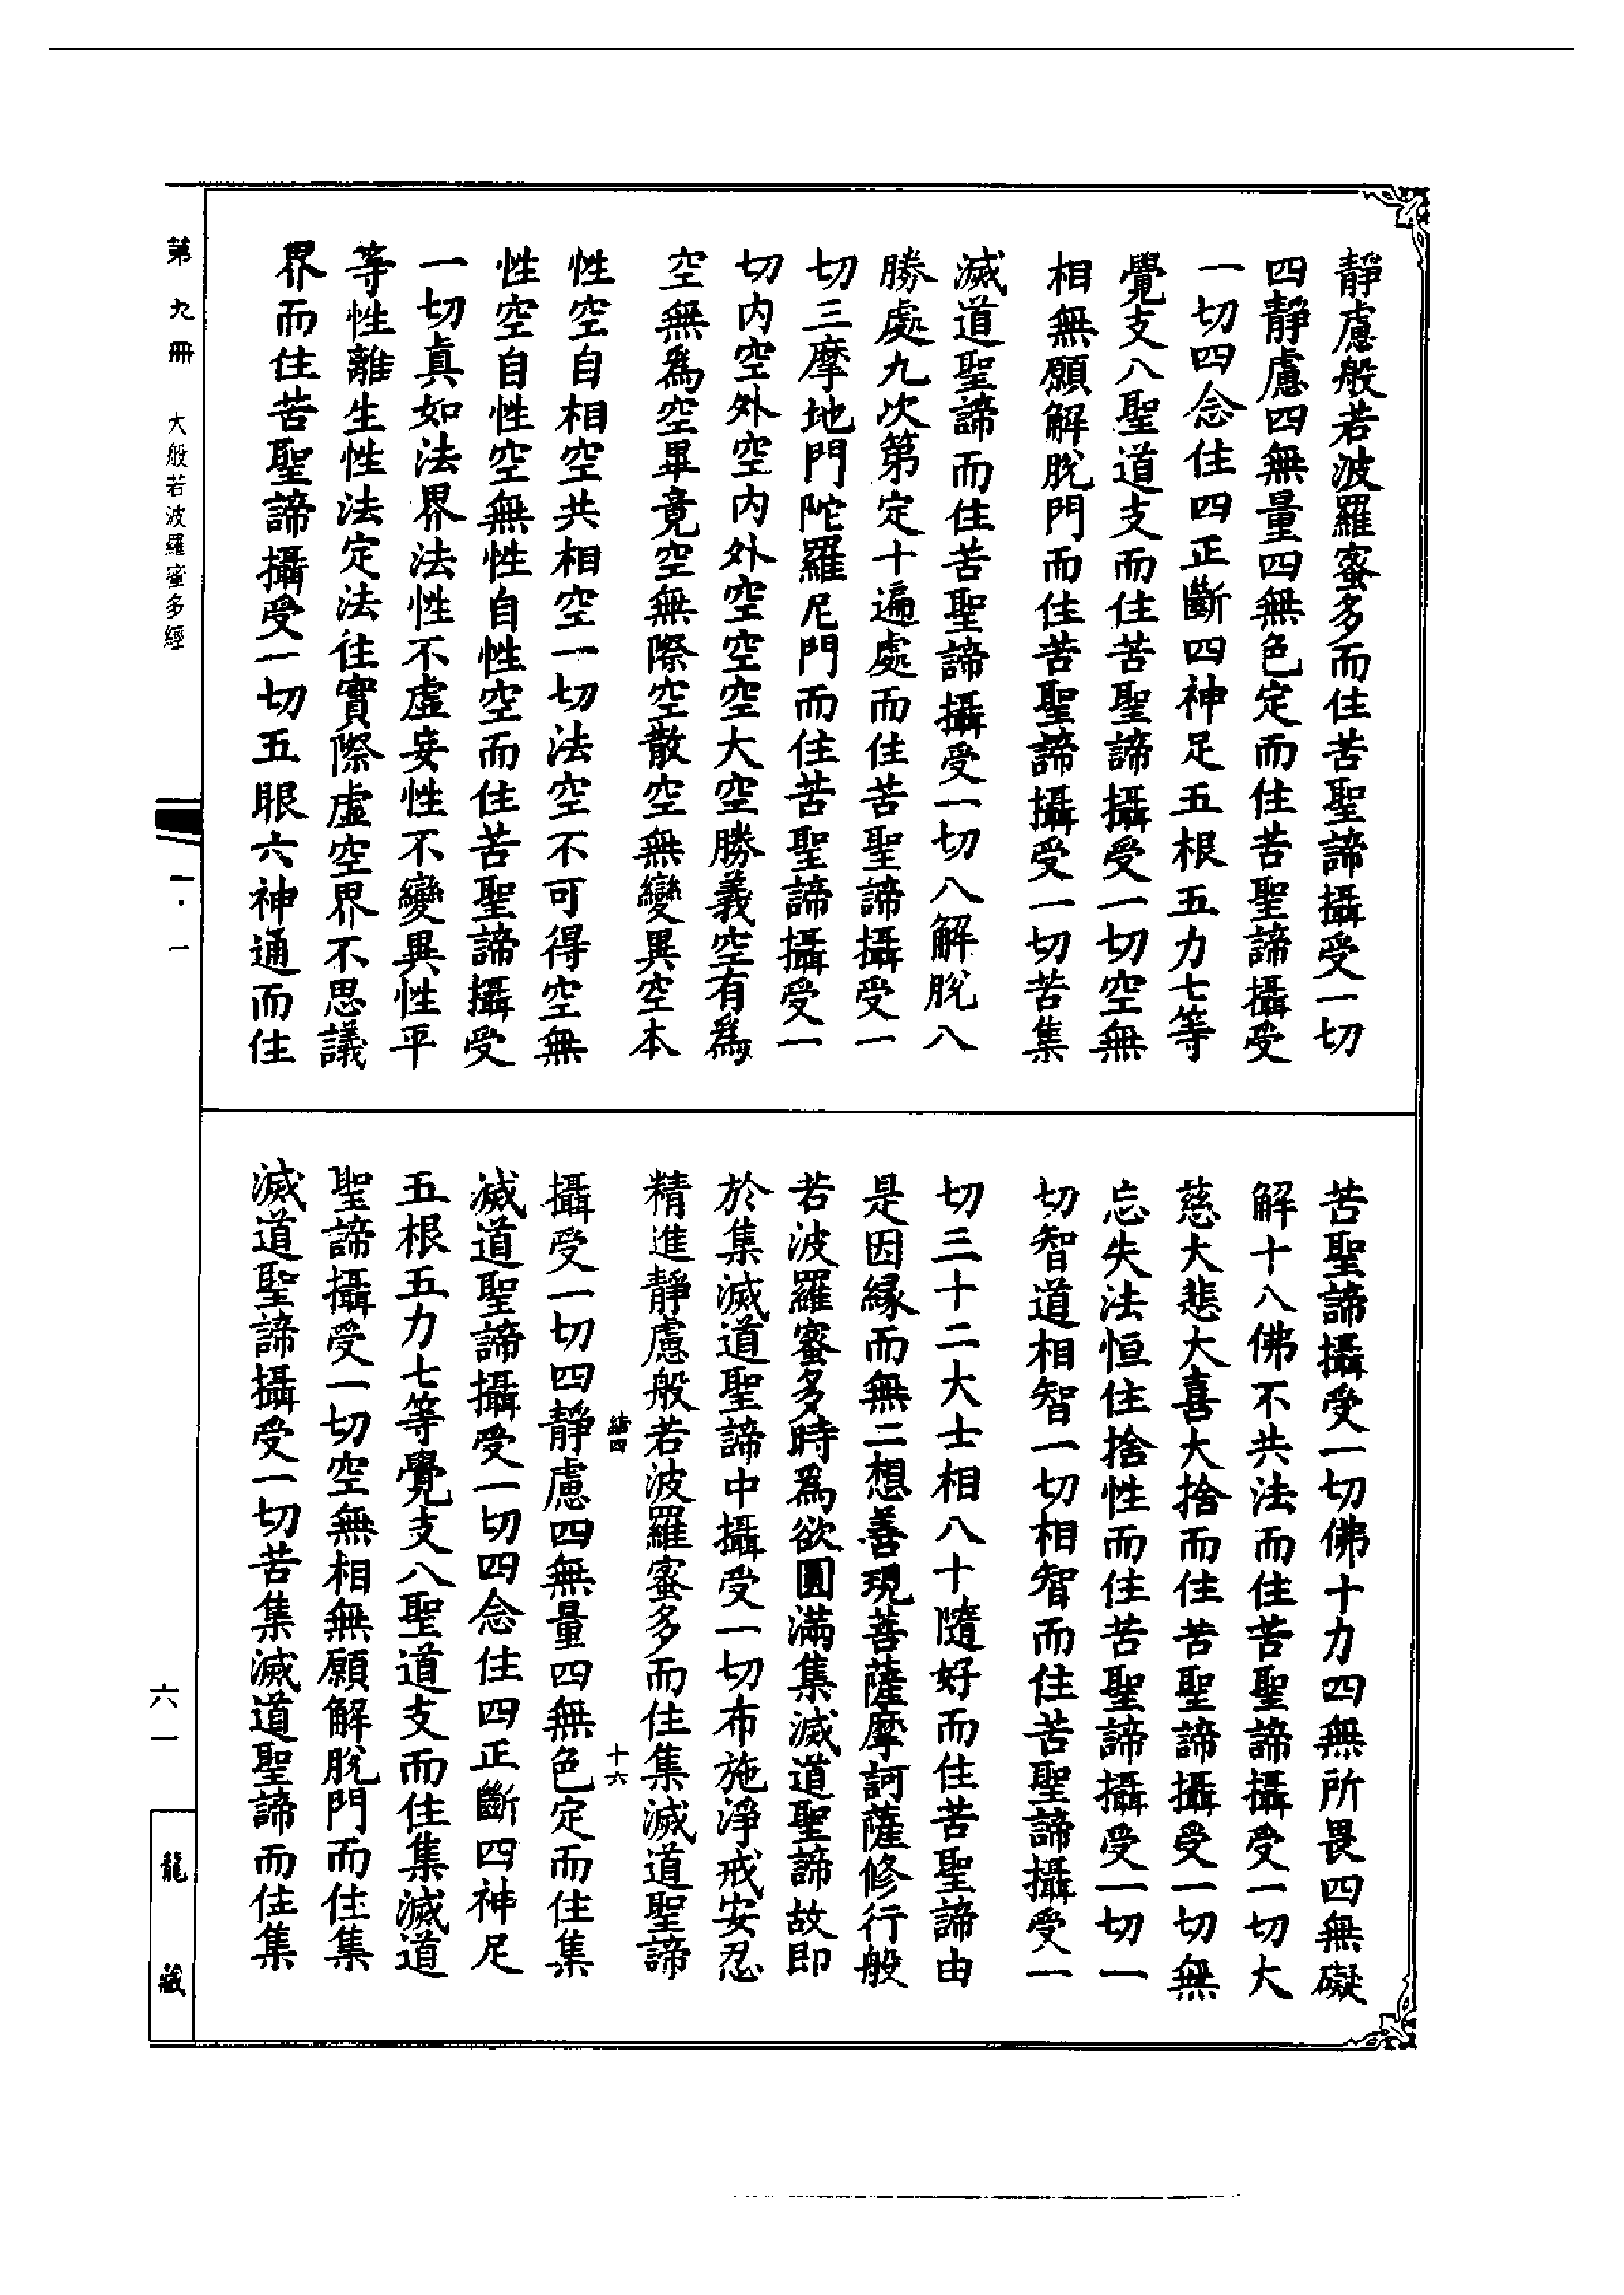 靜慮般若波羅蜜多而住苦聖諦攝受一切
四靜慮四無量四無色定而住苦聖諦攝受
一切四念住四正斷四神足五根五力七等
覺支八聖道支而住苦聖諦攝受一切空無
相無願解脫門而住苦聖諦攝受一切苦集
滅道聖諦而住苦聖諦攝受一切八解脫八
勝處九次第定十遍處而住苦聖諦攝受一
切三摩地門陀羅尼門而住苦聖諦攝受一
切內空外空內外空空空大空勝義空有為
空無為空畢竟空無際空散空無變異空本
性空自相空共相空一切法空不可得空無
性空自性空無性自性空而住苦聖諦攝受
一切真如法界法性不虛妄性不變異性平
等性離生性法定法住實際虛空界不思議
界而住苦聖諦攝受一切五眼六神通而住
苦聖諦攝受一切佛十力四無所畏四無礙
解十八佛不共法而住苦聖諦攝受一切大
慈大悲大喜大捨而住苦聖諦攝受一切無
忘失法恒住捨性而住苦聖諦攝受一切一
切智道相智一切相智而住苦聖諦攝受一
切三十二大士相八十隨好而住苦聖諦由
是因緣而無二想善現菩薩摩訶薩修行般
若波羅蜜多時為欲圓滿集滅道聖諦故即
於集滅道聖諦中攝受一切布施淨戒安忍
精進靜慮般若波羅蜜多而住集滅道聖諦
十六
攝受一切四靜慮四無量四無色定而住集
滅道聖諦攝受一切四念住四正斷四神足
五根五力七等覺支八聖道支而住集滅道
聖諦攝受一切空無相無願解脫門而住集
滅道聖諦攝受一切苦集滅道聖諦而住集
第九冊 大般若波羅蜜多經 一·一 六一 龍藏